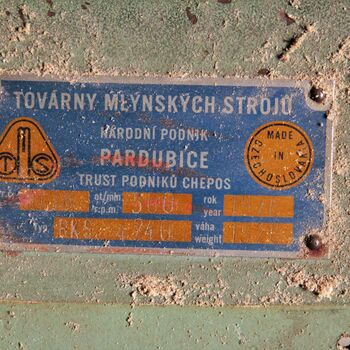 TOVÁRNY MLÝNSKÝCH STROJŮ
NÁRODNÍ PODNIK
PARDUBICE
TRUST PODNIKŮ CHEPOS
TMS
MADE
IN
CZECHOSLOVAKIA
ot/min. rok
r.p.m. year
Typ váha
weight